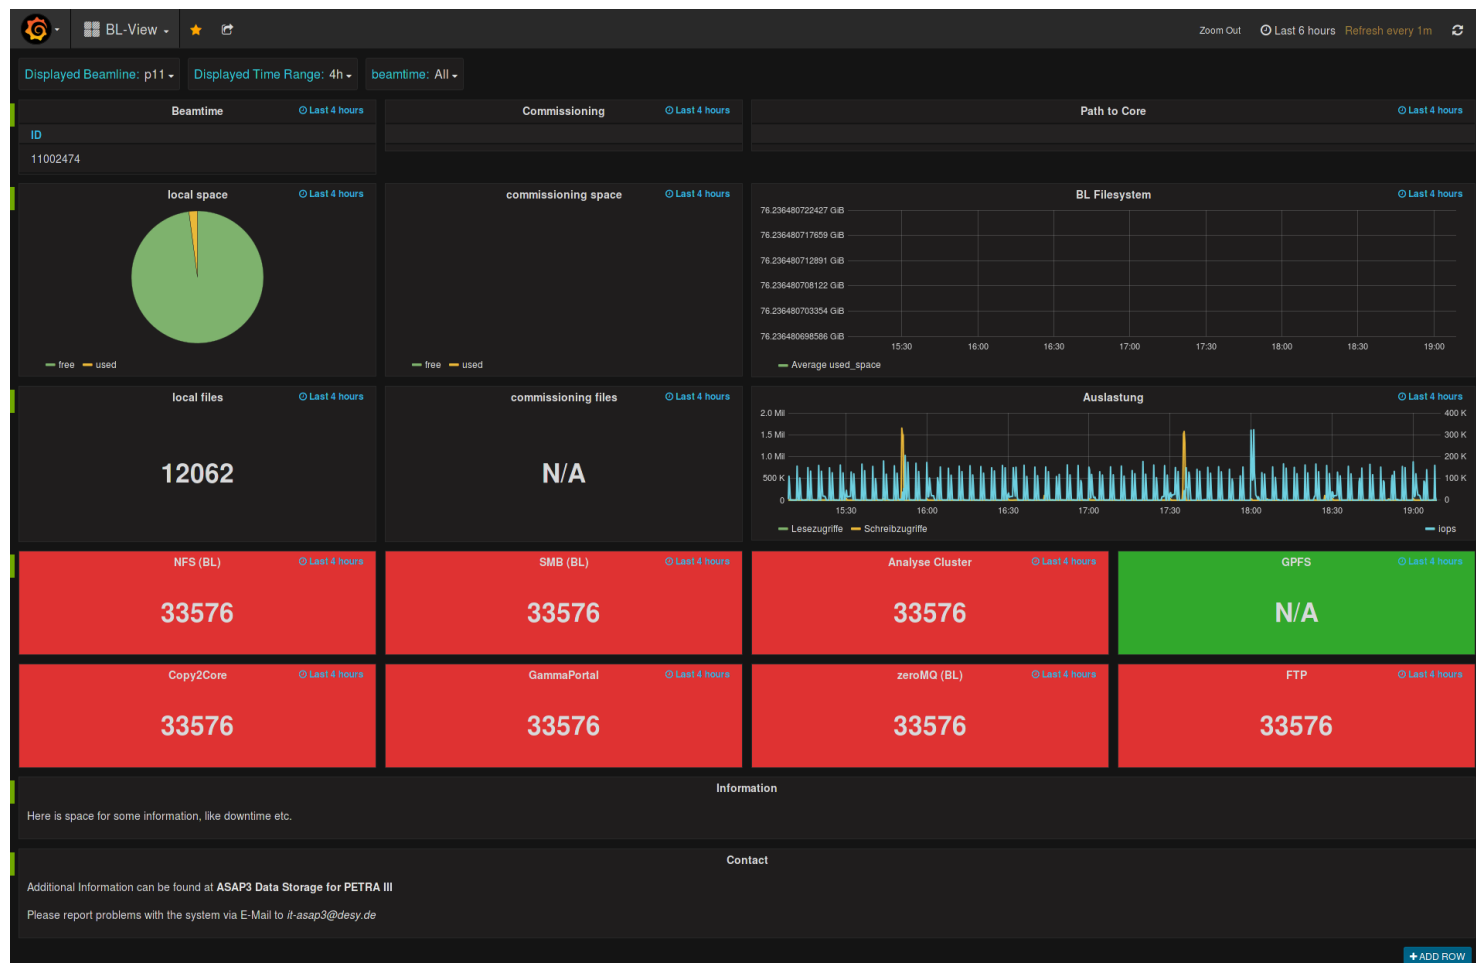 BL-View
Zoom Out
Last 6 hours
Refresh every 1m
Displayed Beamline: p11
Displayed Time Range: 4h
beamtime: All
Beamtime
Last 4 hours
ID
11002474
Commissioning
Last 4 hours
Path to Core
Last 4 hours
local space
Last 4 hours
free
used
commissioning space
Last 4 hours
free
used
BL Filesystem
Last 4 hours
76.236480722427 GiB
76.236480717659 GiB
76.236480712891 GiB
76.236480708122 GiB
76.236480703354 GiB
76.236480698586 GiB
15:30 16:00 16:30 17:00 17:30 18:00 18:30 19:00
Average used_space
local files
Last 4 hours
12062
commissioning files
Last 4 hours
N/A
Auslastung
Last 4 hours
2.0 Mil
1.5 Mil
1.0 Mil
500 K
0
400 K
300 K
200 K
100 K
0
15:30 16:00 16:30 17:00 17:30 18:00 18:30 19:00
Lesezugriffe
Schreibzugriffe
iops
NFS (BL)
Last 4 hours
33576
SMB (BL)
Last 4 hours
33576
Analyse Cluster
Last 4 hours
33576
GPFS
Last 4 hours
N/A
Copy2Core
Last 4 hours
33576
GammaPortal
Last 4 hours
33576
zeroMQ (BL)
Last 4 hours
33576
FTP
Last 4 hours
33576
Information
Here is space for some information, like downtime etc.
Contact
Additional Information can be found at ASAP3 Data Storage for PETRA III
Please report problems with the system via E-Mail to it-asap3@desy.de
+ ADD ROW